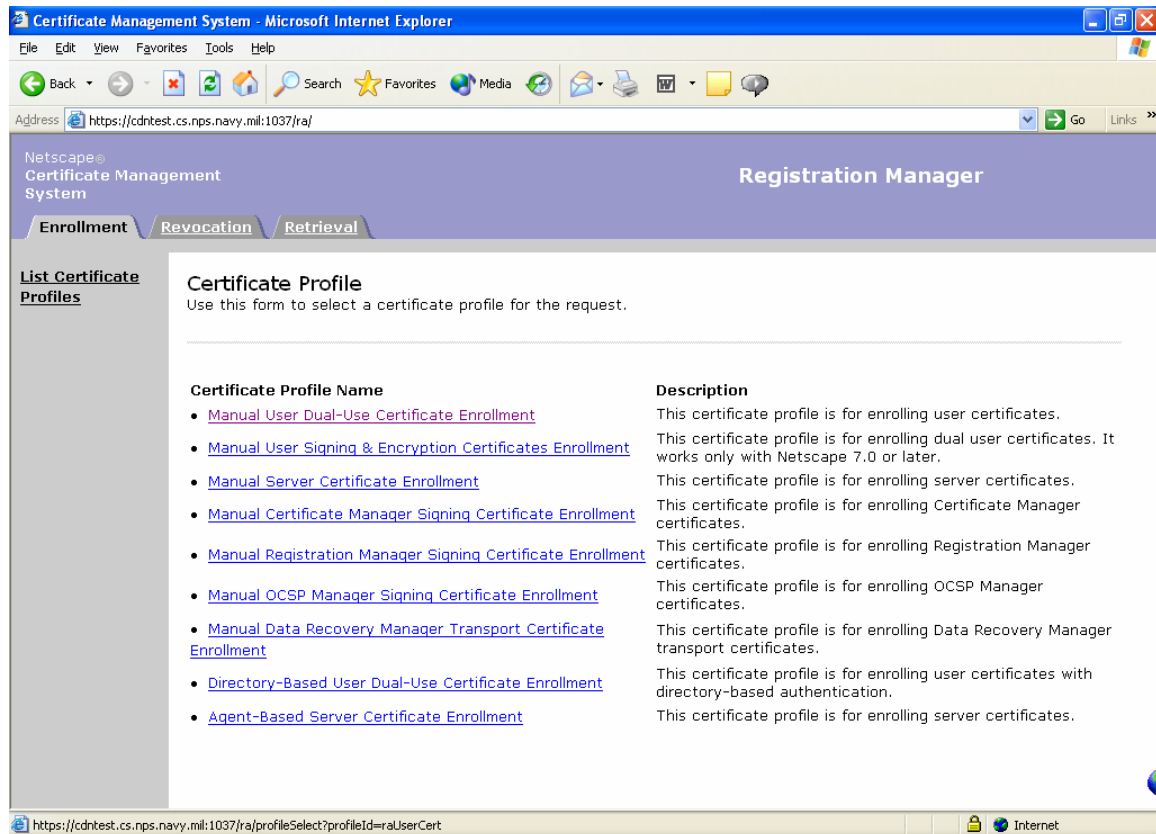 Certificate Management System - Microsoft Internet Explorer
File Edit View Favorites Tools Help
Back Search Favorites Media
Address https://cdntest.cs.nps.navy.mil:1037/ra/ Go Links »
Netscape®
Certificate Management
System
Registration Manager
Enrollment Revocation Retrieval
List Certificate
Profiles
Certificate Profile
Use this form to select a certificate profile for the request.
Certificate Profile Name Description
• Manual User Dual-Use Certificate Enrollment This certificate profile is for enrolling user certificates.
• Manual User Signing & Encryption Certificates Enrollment This certificate profile is for enrolling dual user certificates. It
works only with Netscape 7.0 or later.
• Manual Server Certificate Enrollment This certificate profile is for enrolling server certificates.
• Manual Certificate Manager Signing Certificate Enrollment This certificate profile is for enrolling Certificate Manager
certificates.
• Manual Registration Manager Signing Certificate Enrollment This certificate profile is for enrolling Registration Manager
certificates.
• Manual OCSP Manager Signing Certificate Enrollment This certificate profile is for enrolling OCSP Manager
certificates.
• Manual Data Recovery Manager Transport Certificate
Enrollment
This certificate profile is for enrolling Data Recovery Manager
transport certificates.
• Directory-Based User Dual-Use Certificate Enrollment This certificate profile is for enrolling user certificates with
directory-based authentication.
• Agent-Based Server Certificate Enrollment This certificate profile is for enrolling server certificates.
https://cdntest.cs.nps.navy.mil:1037/ra/profileSelect?profileId=raUserCert Internet